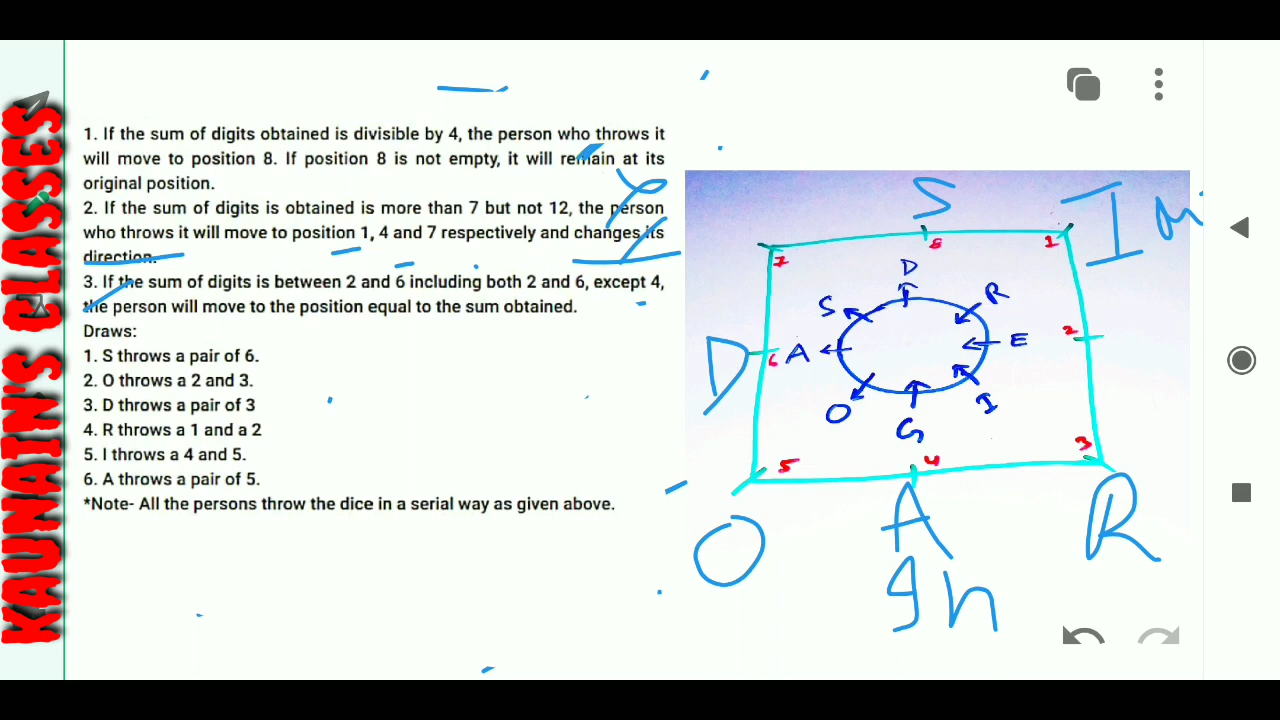 KAUNAIN'S CLASSES
1. If the sum of digits obtained is divisible by 4, the person who throws it
will move to position 8. If position 8 is not empty, it will remain at its
original position.
2. If the sum of digits is obtained is more than 7 but not 12, the person
who throws it will move to position 1, 4 and 7 respectively and changes its
direction.
3. If the sum of digits is between 2 and 6 including both 2 and 6, except 4,
the person will move to the position equal to the sum obtained.
Draws:
1. S throws a pair of 6.
2. O throws a 2 and 3.
3. D throws a pair of 3
4. R throws a 1 and a 2
5. I throws a 4 and 5.
6. A throws a pair of 5.
*Note- All the persons throw the dice in a serial way as given above.
S I
7 8 1
D
S R
D 6 A E 2
O I
G
5 4 3
O A R
In